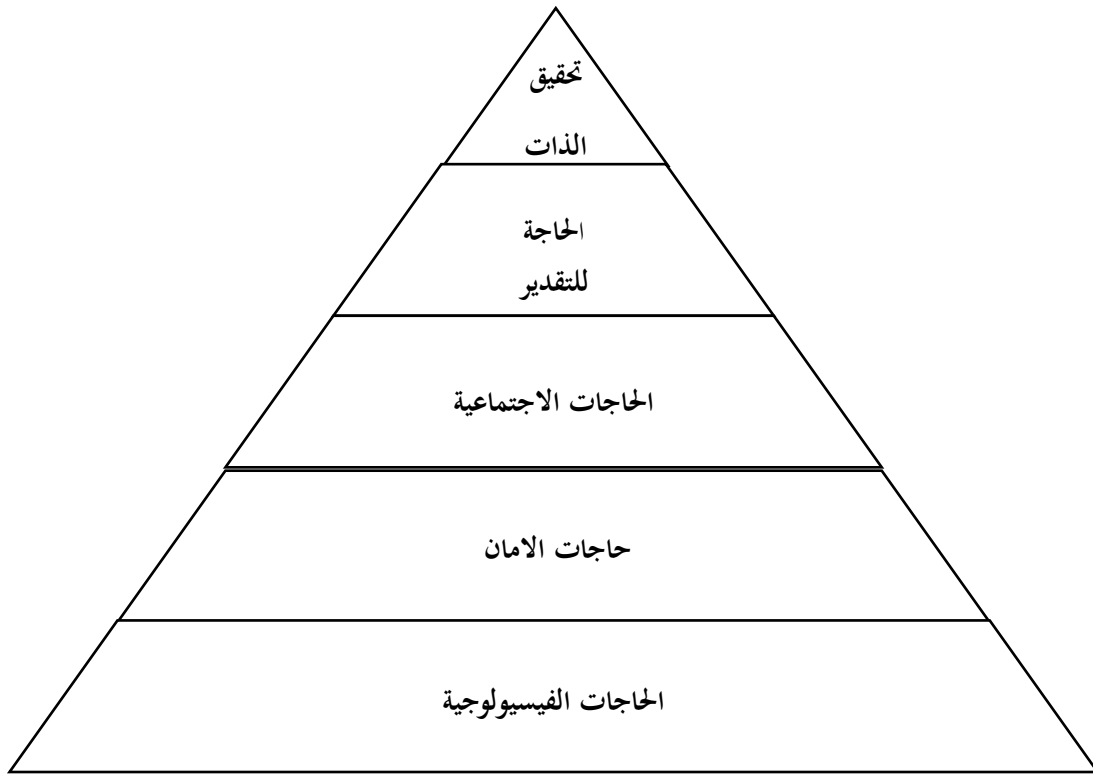 تحقيق
الذات
الحاجة
للتقدير
الحاجات الاجتماعية
حاجات الامان
الحاجات الفيسيولوجية